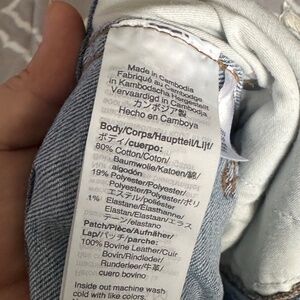 Made in Cambodia
Fabriqué au Cambodge
in Kambodscha Hergestellt
Vervaardigd in Cambodja
カンボジア製
Hecho en Camboya
Body/Corps/Hauptteil/Lijf/
ボディ/cuerpo:
80% Cotton/Coton/
Baumwolle/Katoen/綿/
algodón
19% Polyester/Polyester/
Polyester/Polyester/ポリ
エステル/poliéster
1% Elastane/Élasthanne/
Elastan/Elastaan/エラス
テーン/elastano
Patch/Pièce/Aufnäher/
Lap/パッチ/parche:
100% Bovine Leather/Cuir
Bovin/Rindsleder/
Runderleer/牛革/
cuero bovino
Inside out machine wash
cold with like colors.